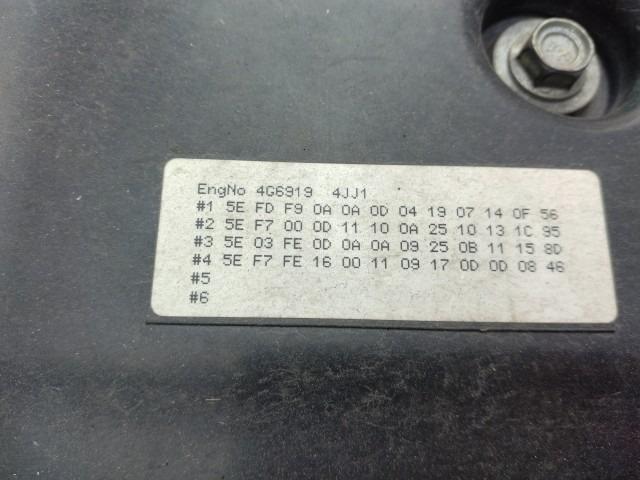 EngNo 4G6919 4JJ1
#1 5E FD F9 0A 0A 0D 04 19 07 14 0F 56
#2 5E F7 00 0D 11 10 0A 25 10 13 1C 95
#3 5E 03 FE 0D 0A 0A 09 25 0B 11 15 8D
#4 5E F7 FE 16 00 11 09 17 0D 0D 08 46
#5
#6